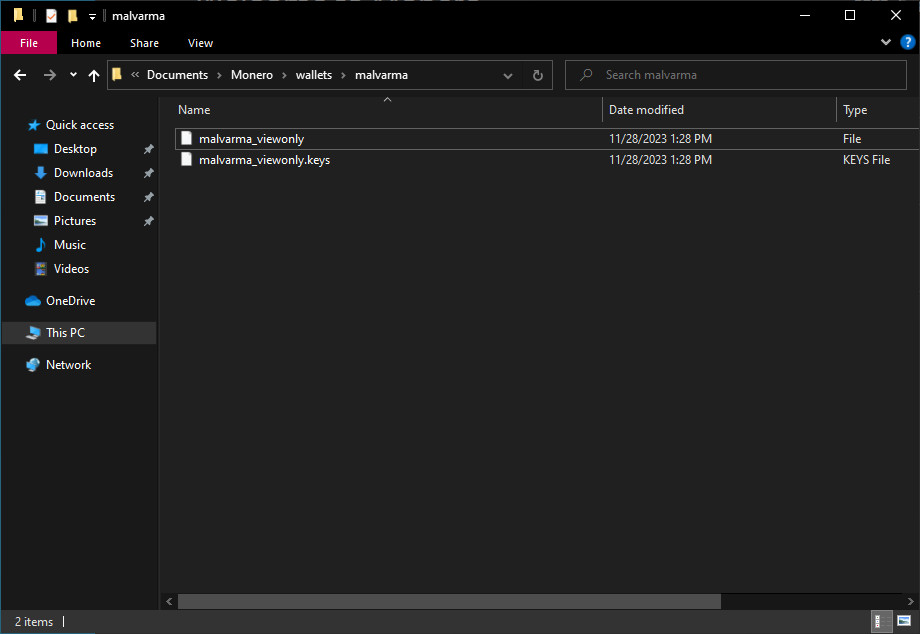 malvarma
File Home Share View
Documents Monero wallets malvarma Search malvarma
Name Date modified Type
Quick access
Desktop
Downloads
Documents
Pictures
Music
Videos
OneDrive
This PC
Network
malvarma_viewonly 11/28/2023 1:28 PM File
malvarma_viewonly.keys 11/28/2023 1:28 PM KEYS File
2 items